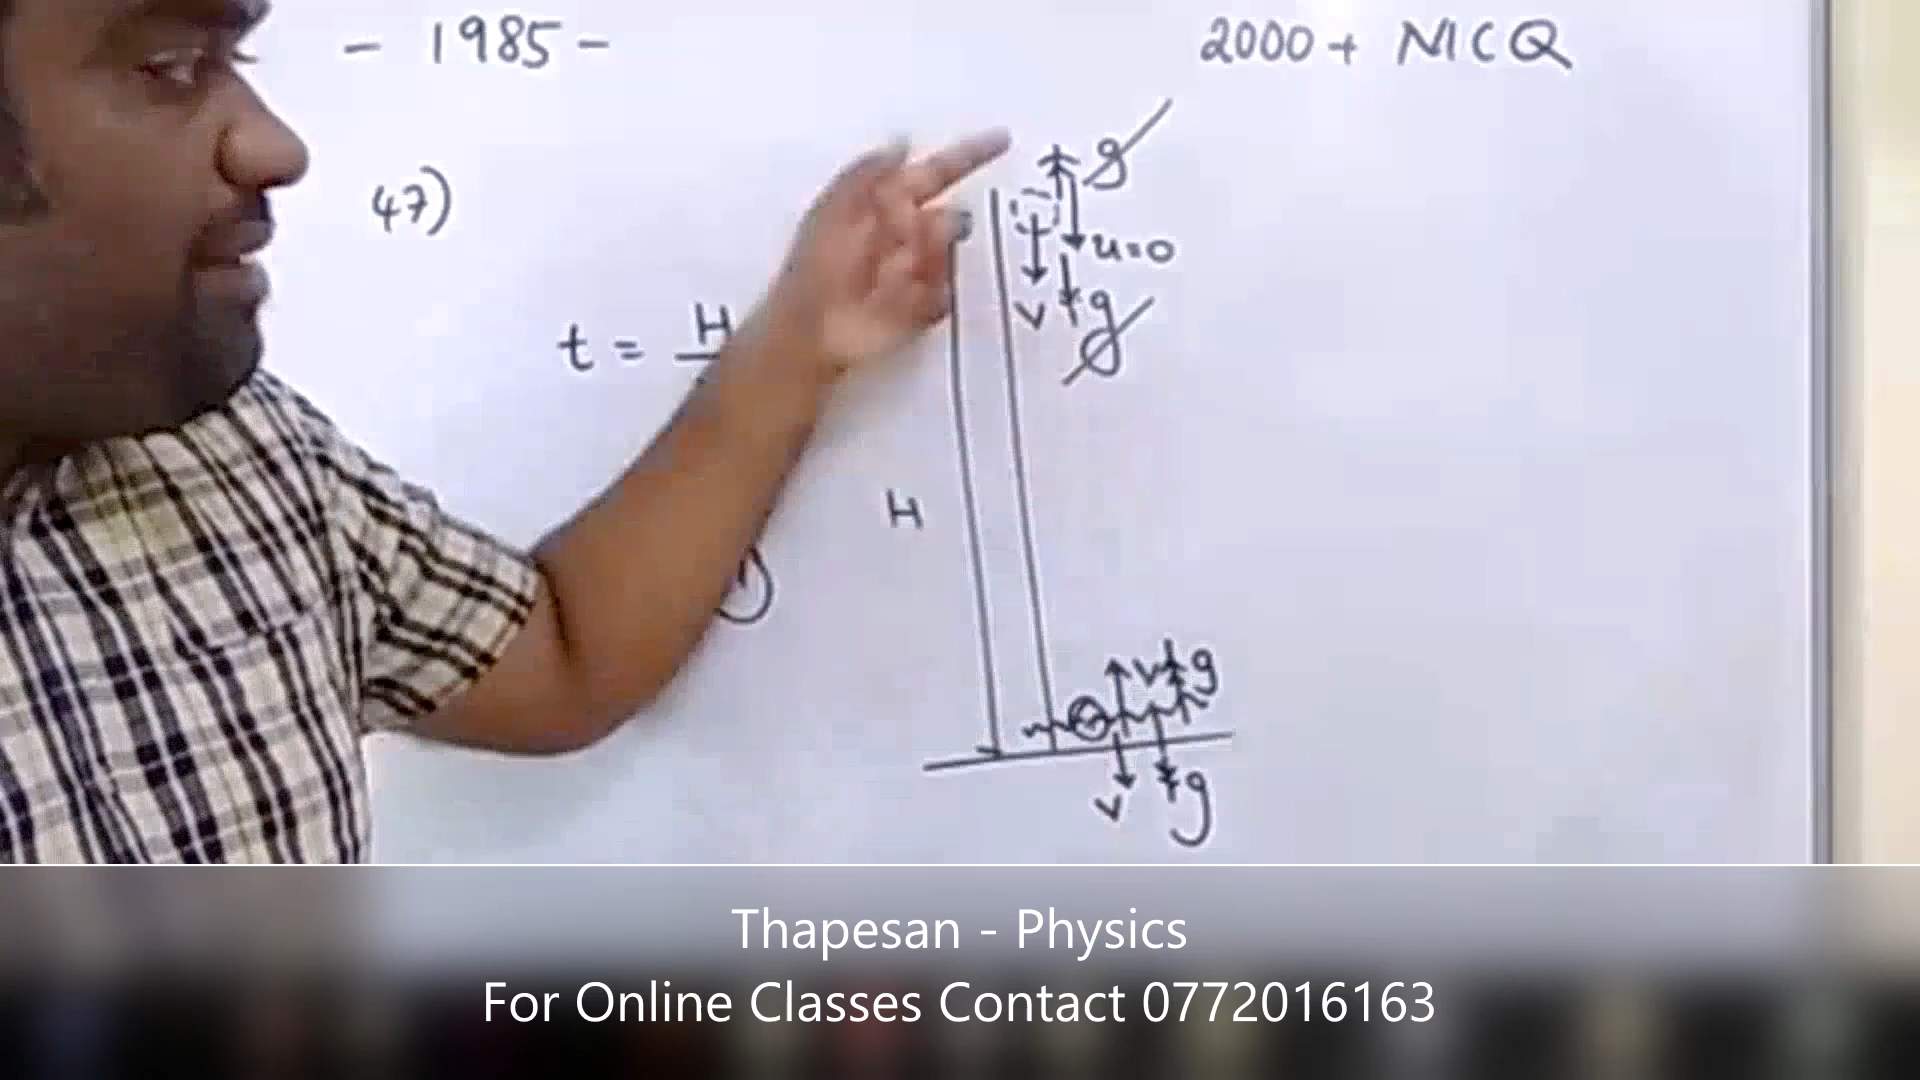 - 1985 -
2000 + MCQ
47)
g
u=0
v
g
g
t = H
H
v g
v
g
Thapesan - Physics
For Online Classes Contact 0772016163